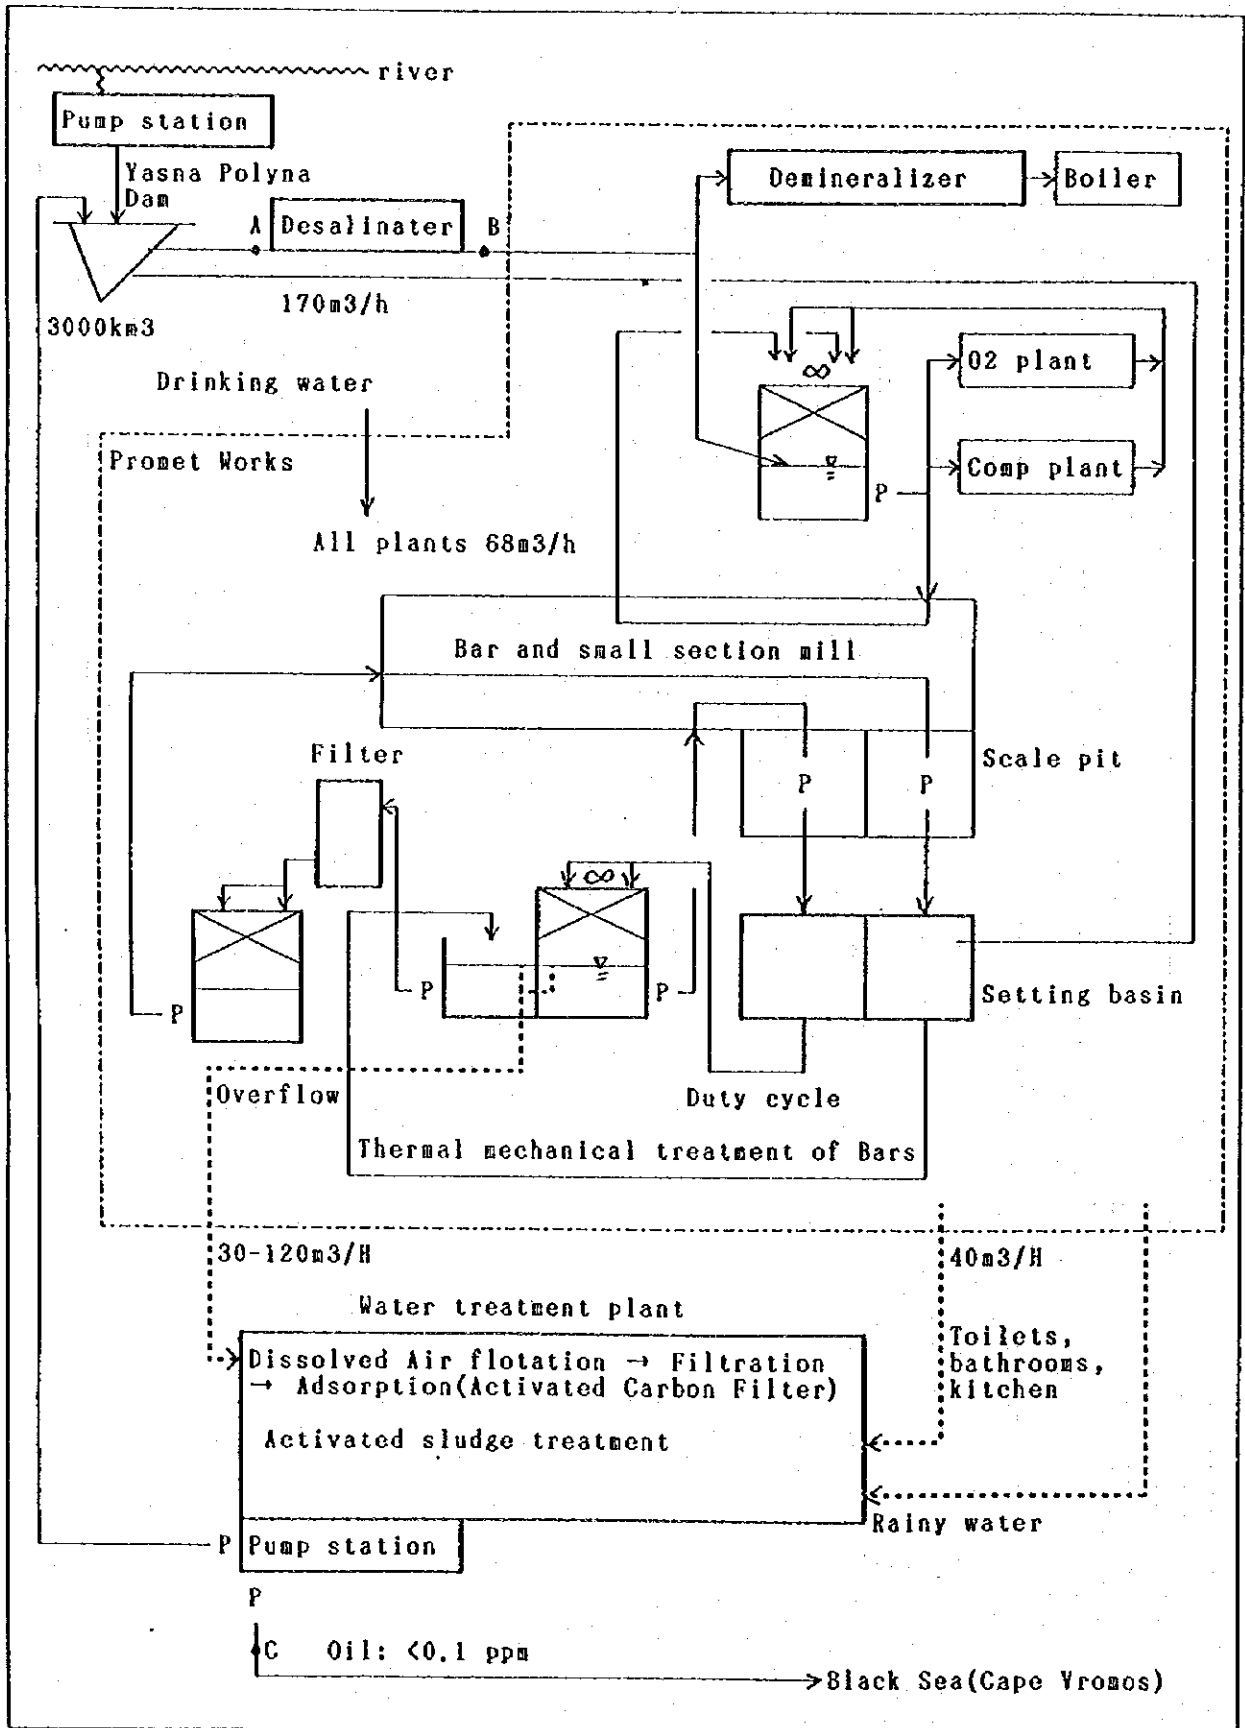 river
Pump station
Yasna Polyna
Dam
Demineralizer
Boiler
A
Desalinater
B
170m3/h
3000km3
O2 plant
Drinking water
∞
Promet Works
Comp plant
P
All plants 68m3/h
Bar and small section mill
Filter
Scale pit
P
P
∞
P
P
P
Setting basin
Overflow
Duty cycle
Thermal mechanical treatment of Bars
30-120m3/H
40m3/H
Water treatment plant
Toilets,
bathrooms,
kitchen
Dissolved Air flotation → Filtration
→ Adsorption(Activated Carbon Filter)
Activated sludge treatment
Rainy water
P
Pump station
P
C
Oil: <0.1 ppm
Black Sea(Cape Vromos)